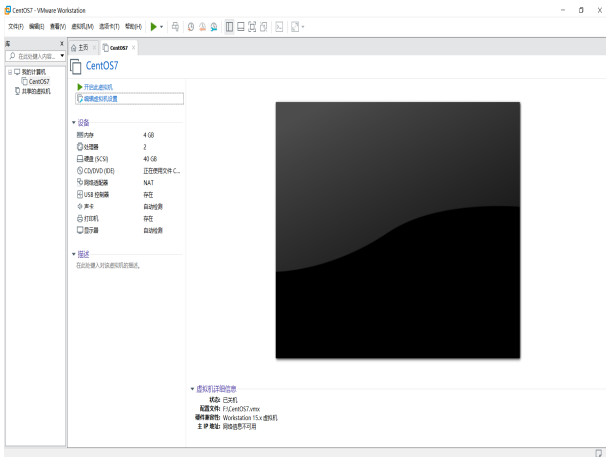 CentOS7 - VMware Workstation
文件(F) 编辑(E) 查看(V) 虚拟机(M) 选项卡(T) 帮助(H)
库 x
在此处键入内容...
我的计算机
CentOS7
共享的虚拟机
主页 × CentOS7 ×
CentOS7
开启此虚拟机
编辑虚拟机设置
设备
内存 4 GB
处理器 2
硬盘 (SCSI) 40 GB
CD/DVD (IDE) 正在使用文件 C...
网络适配器 NAT
USB 控制器 存在
声卡 自动检测
打印机 存在
显示器 自动检测
描述
在此处键入对该虚拟机的描述。
虚拟机详细信息
状态: 已关机
配置文件: F:\CentOS7.vmx
硬件兼容性: Workstation 15.x 虚拟机
主 IP 地址: 网络信息不可用